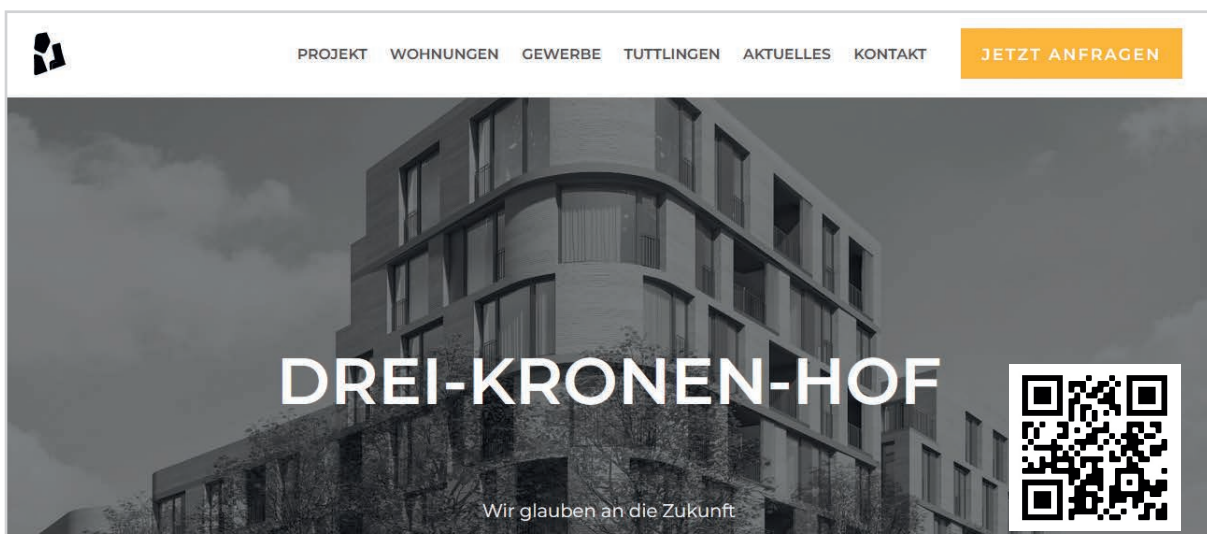 PROJEKT WOHNUNGEN GEWERBE TUTTLINGEN AKTUELLES KONTAKT JETZT ANFRAGEN
DREI-KRONEN-HOF
Wir glauben an die Zukunft